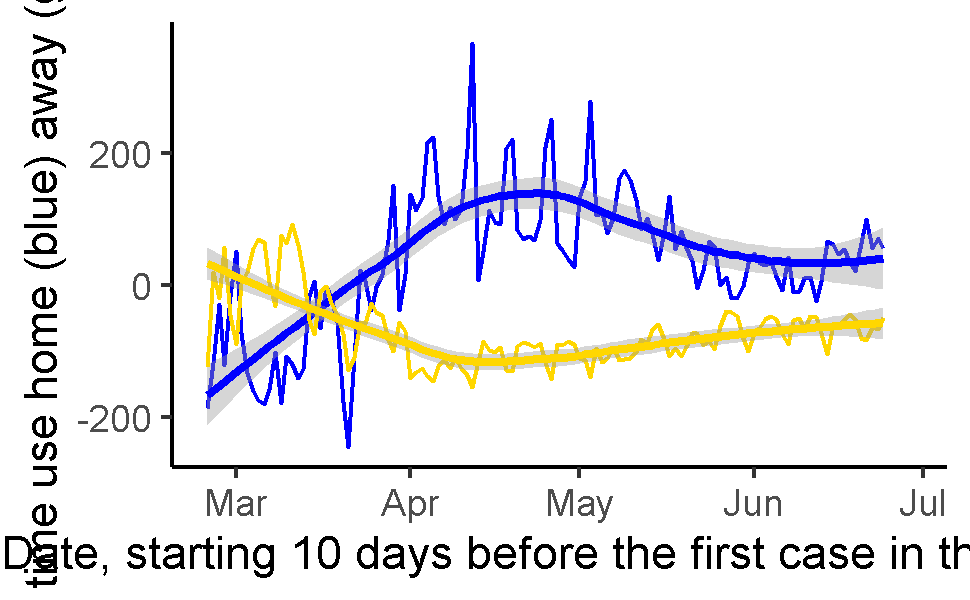 time use home (blue) away (
200
0
-200
Mar Apr May Jun Jul
Date, starting 10 days before the first case in th